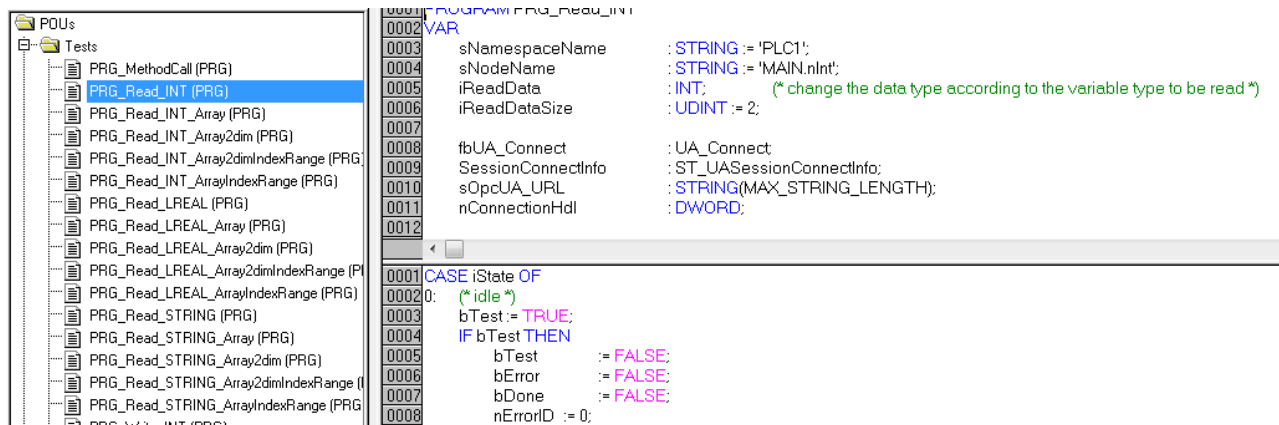 POUs
Tests
PRG_MethodCall (PRG)
PRG_Read_INT (PRG)
PRG_Read_INT_Array (PRG)
PRG_Read_INT_Array2dim (PRG)
PRG_Read_INT_Array2dimIndexRange (PRG
PRG_Read_INT_ArrayIndexRange (PRG)
PRG_Read_LREAL (PRG)
PRG_Read_LREAL_Array (PRG)
PRG_Read_LREAL_Array2dim (PRG)
PRG_Read_LREAL_Array2dimIndexRange (P
PRG_Read_LREAL_ArrayIndexRange (PRG)
PRG_Read_STRING (PRG)
PRG_Read_STRING_Array (PRG)
PRG_Read_STRING_Array2dim (PRG)
PRG_Read_STRING_Array2dimIndexRange (
PRG_Read_STRING_ArrayIndexRange (PRG
0001 PROGRAM PRG_Read_INT
0002 VAR
0003 sNamespaceName : STRING := 'PLC1';
0004 sNodeName : STRING := 'MAIN.nInt';
0005 iReadData : INT; (* change the data type according to the variable type to be read *)
0006 iReadDataSize : UDINT := 2;
0007
0008 fbUA_Connect : UA_Connect;
0009 SessionConnectInfo : ST_UASessionConnectInfo;
0010 sOpcUA_URL : STRING(MAX_STRING_LENGTH);
0011 nConnectionHdl : DWORD;
0012
0001 CASE iState OF
0002 0: (* idle *)
0003 bTest := TRUE;
0004 IF bTest THEN
0005 bTest := FALSE;
0006 bError := FALSE;
0007 bDone := FALSE;
0008 nErrorID := 0;